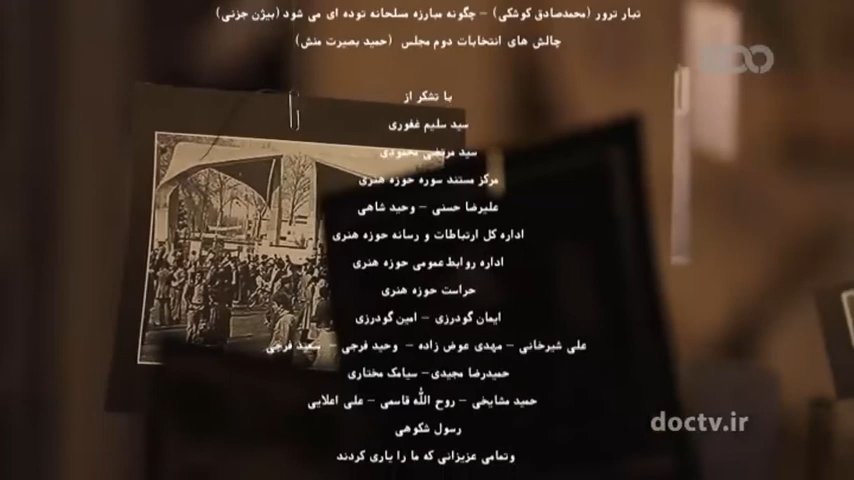 تبار ترور (محمدصادق کوشکی) - چگونه مبارزه مسلحانه توده ای می شود (بیژن جزنی)
چالش های انتخابات دوم مجلس (حمید بصیرت منش)
با تشکر از
سید سلیم غفوری
سید مرتضی محمودی
مرکز مستند سوره حوزه هنری
علیرضا حسنی - وحید شاهی
اداره کل ارتباطات و رسانه حوزه هنری
اداره روابط عمومی حوزه هنری
حراست حوزه هنری
ایمان گودرزی - امین گودرزی
علی شیرخانی - مهدی عوض زاده - وحید فرجی - سعید فرجی
حمیدرضا مجیدی - سیامک مختاری
حمید مشایخی - روح الله قاسمی - علی اعلایی
رسول شکوهی
وتمامی عزیزانی که ما را یاری کردند
doctv.ir